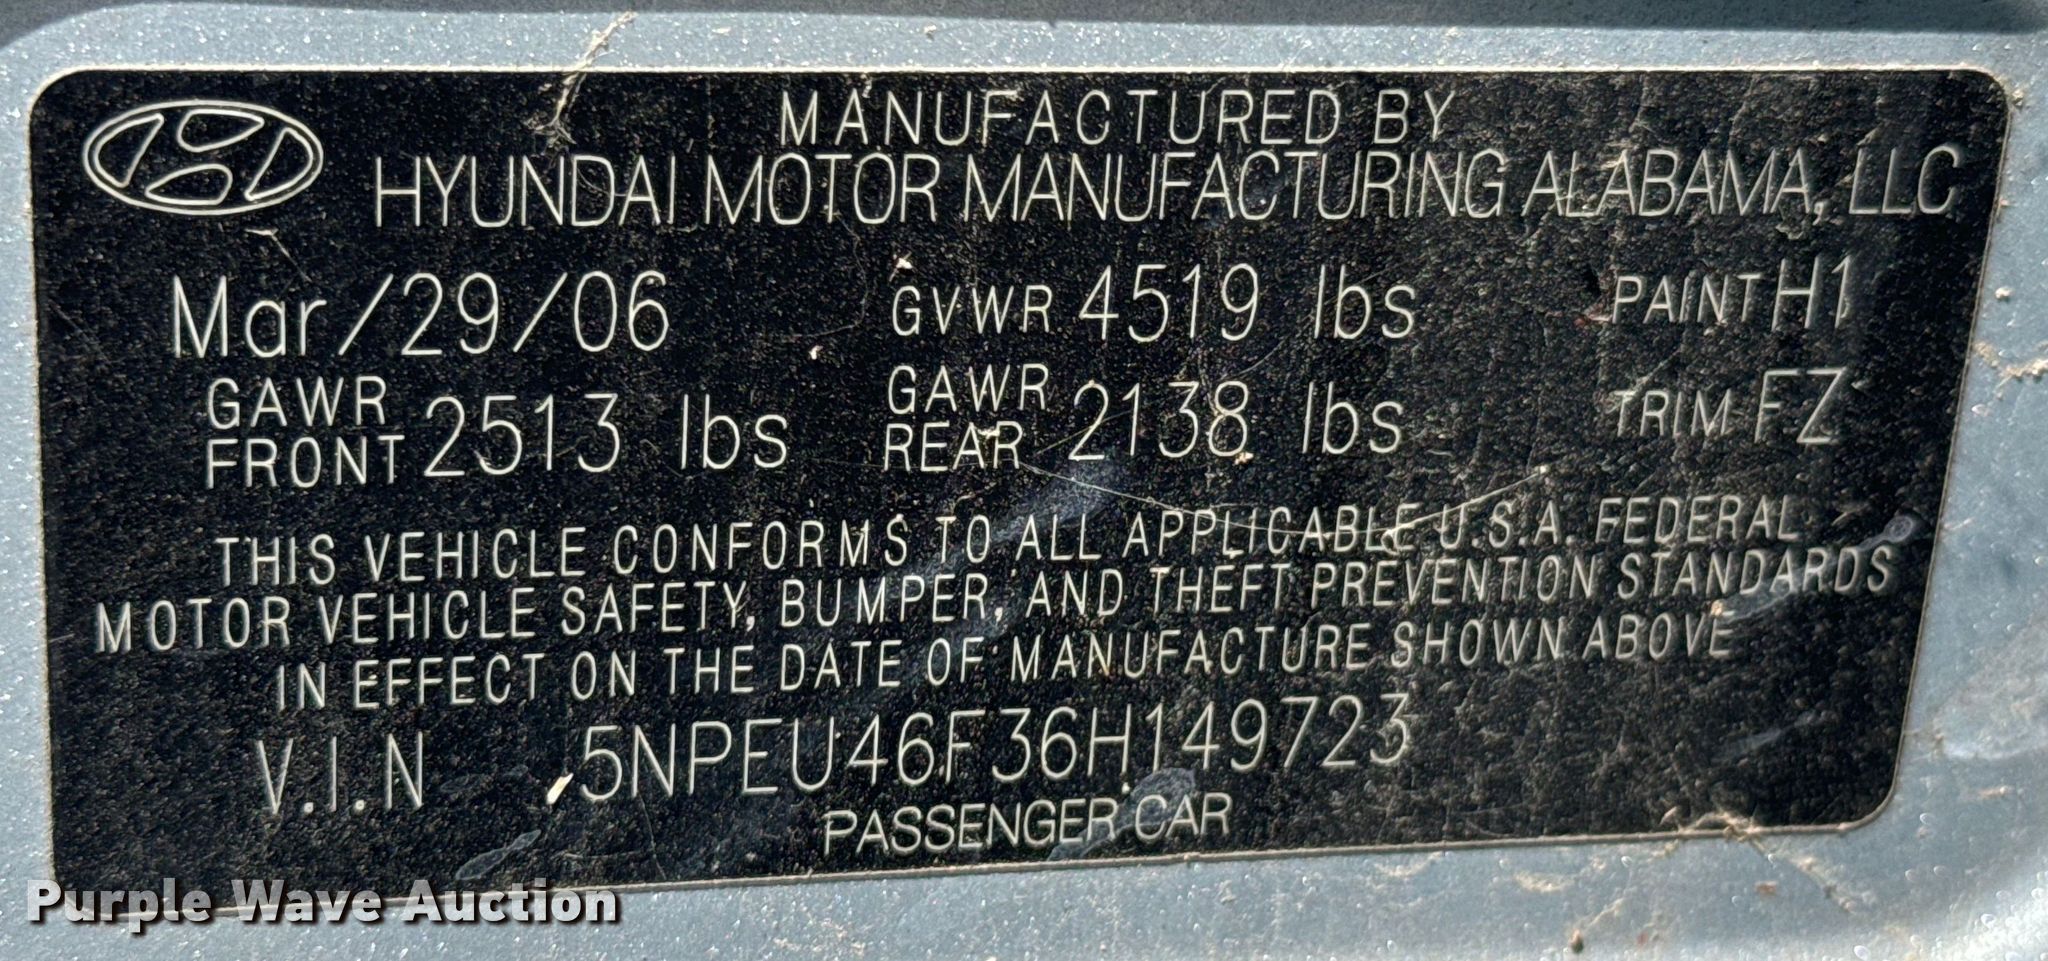 MANUFACTURED BY
HYUNDAI MOTOR MANUFACTURING ALABAMA, LLC
Mar/29/06 GVWR 4519 lbs PAINT H1
GAWR FRONT 2513 lbs GAWR REAR 2138 lbs TRIM FZ
THIS VEHICLE CONFORMS TO ALL APPLICABLE U.S.A. FEDERAL
MOTOR VEHICLE SAFETY, BUMPER, AND THEFT PREVENTION STANDARDS
IN EFFECT ON THE DATE OF MANUFACTURE SHOWN ABOVE
V.I.N 5NPEU46F36H149723
PASSENGER CAR
Purple Wave Auction